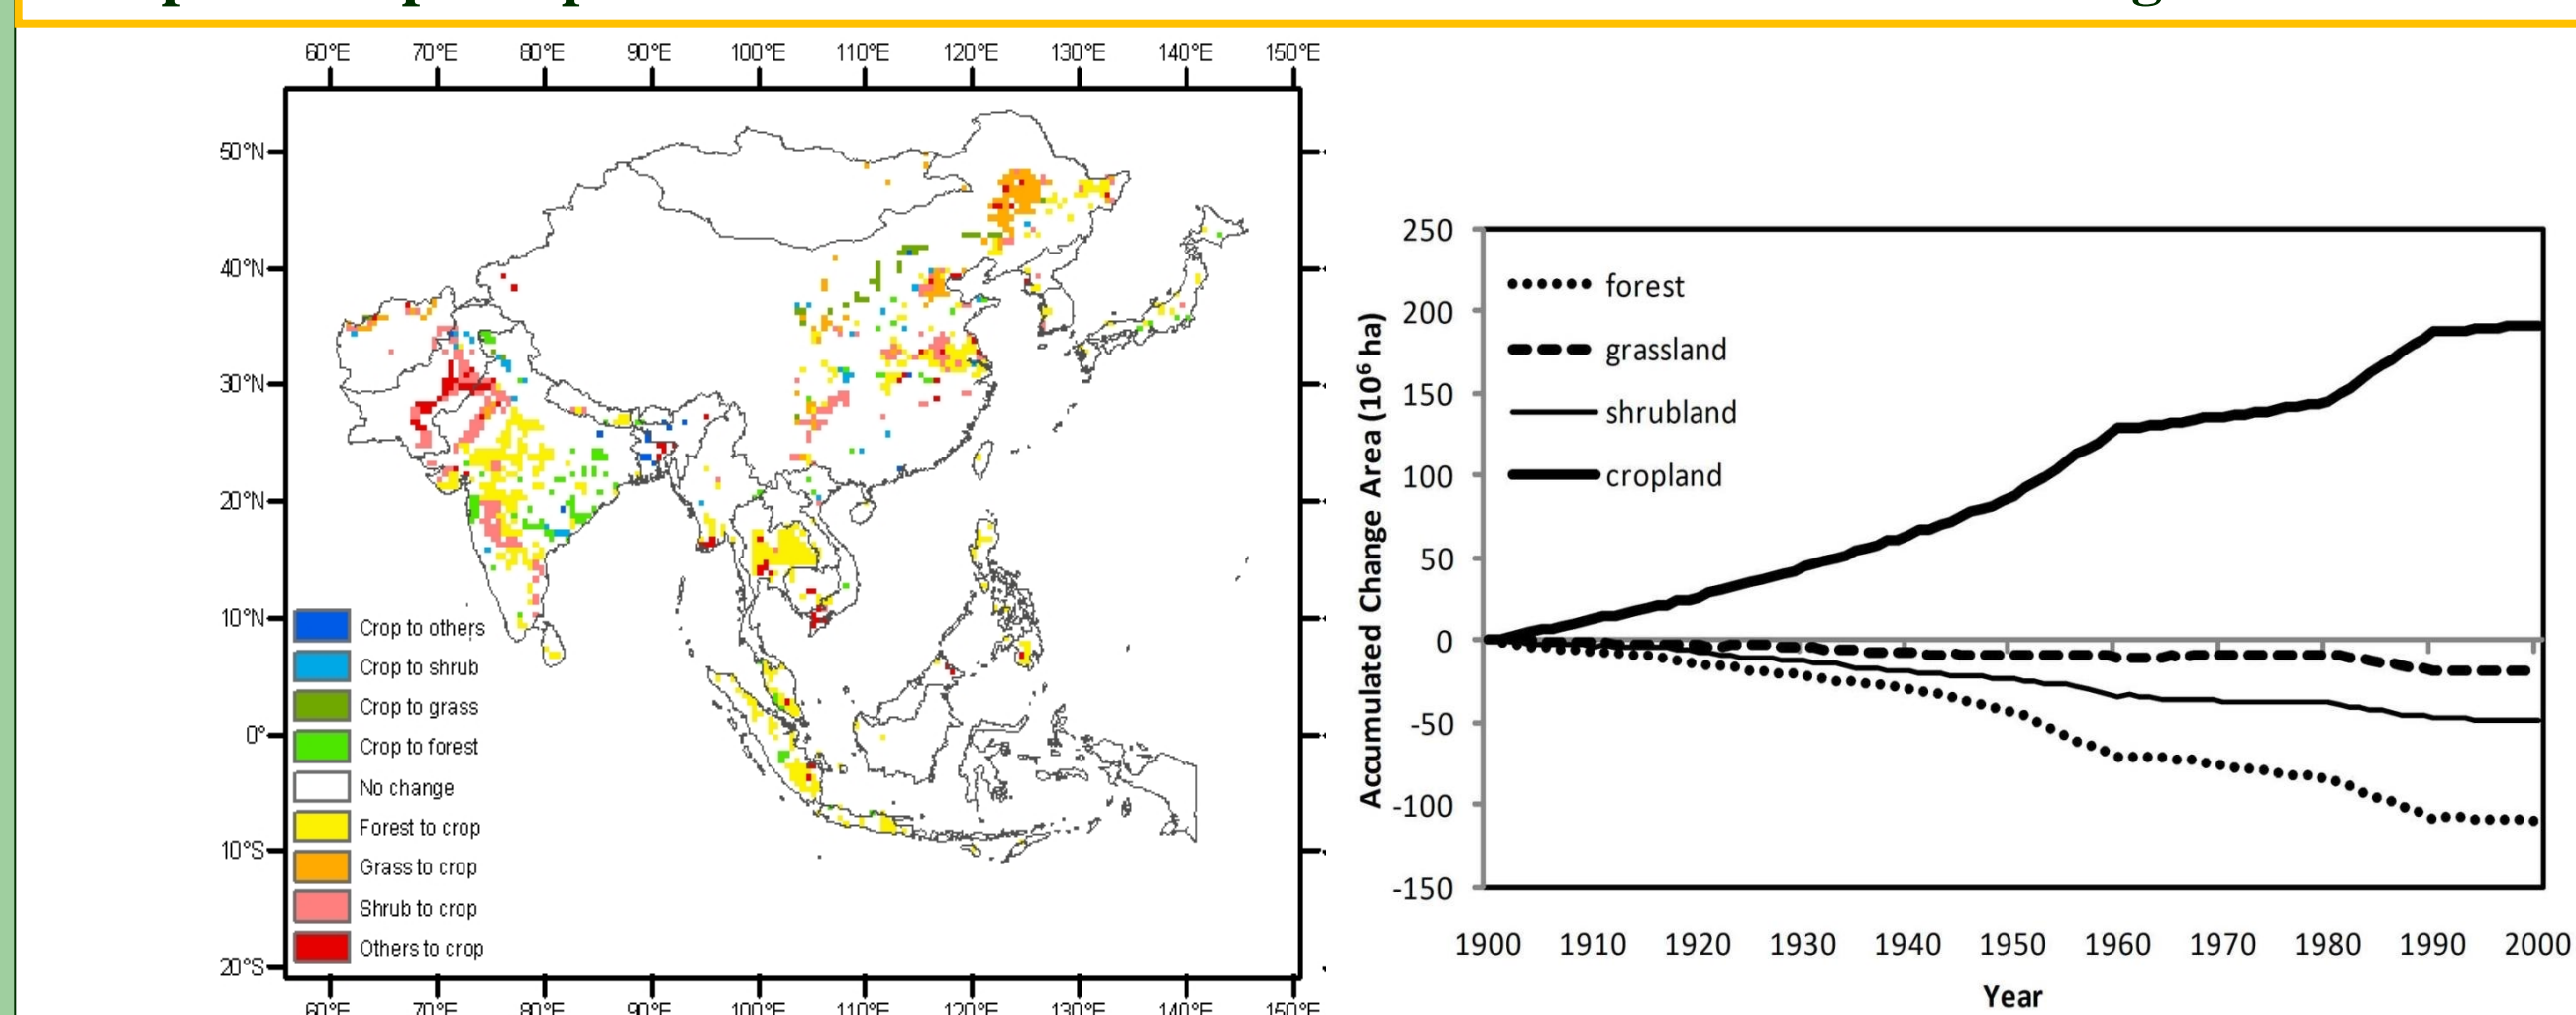 60°E 70°E 80°E 90°E 100°E 110°E 120°E 130°E 140°E 150°E
50°N
40°N
30°N
20°N
10°N
0°
10°S
20°S
Crop to others
Crop to shrub
Crop to grass
Crop to forest
No change
Forest to crop
Grass to crop
Shrub to crop
Others to crop
60°E 70°E 80°E 90°E 100°E 110°E 120°E 130°E 140°E 150°E
Accumulated Change Area (10⁶ ha)
250
200
150
100
50
0
-50
-100
-150
forest
grassland
shrubland
cropland
1900 1910 1920 1930 1940 1950 1960 1970 1980 1990 2000
Year